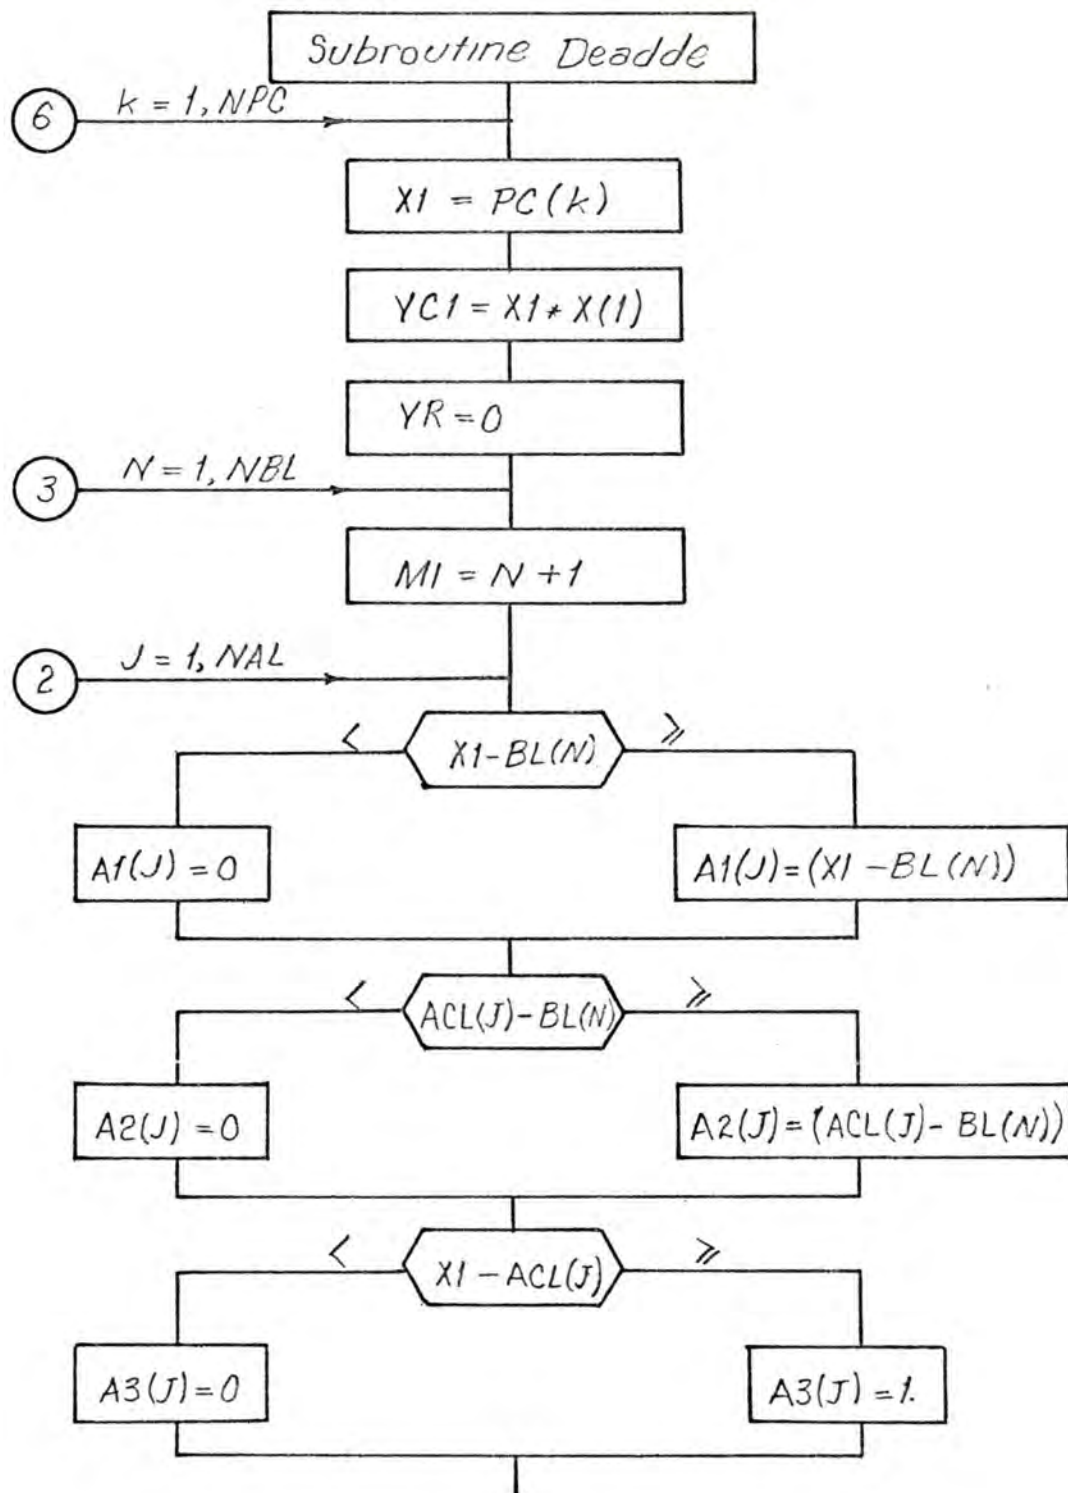 Subroutine Deadde
6
k = 1, NPC
X1 = PC(k)
YC1 = X1 * X(1)
YR = 0
3
N = 1, NBL
M1 = N + 1
2
J = 1, NAL
< X1-BL(N) ⩾
A1(J) = 0
A1(J) = (X1 - BL(N))
< ACL(J) - BL(N) ⩾
A2(J) = 0
A2(J) = (ACL(J) - BL(N))
< X1 - ACL(J) ⩾
A3(J) = 0
A3(J) = 1.